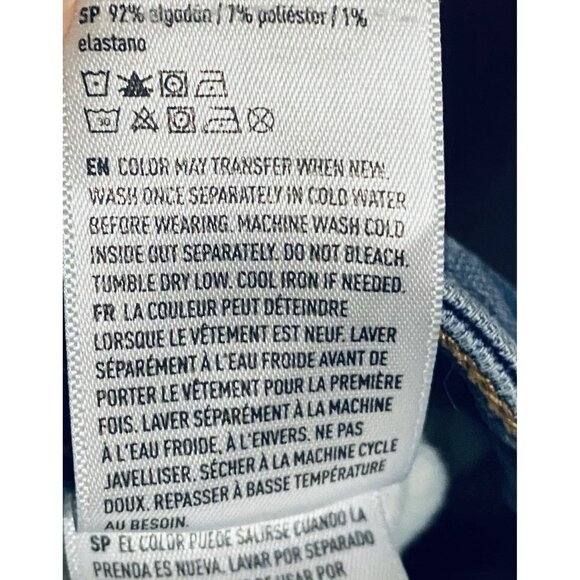 SP 92% algodón / 7% poliéster / 1%
elastano
30
EN COLOR MAY TRANSFER WHEN NEW.
WASH ONCE SEPARATELY IN COLD WATER
BEFORE WEARING. MACHINE WASH COLD
INSIDE OUT SEPARATELY. DO NOT BLEACH.
TUMBLE DRY LOW. COOL IRON IF NEEDED.
FR LA COULEUR PEUT DÉTEINDRE
LORSQUE LE VÊTEMENT EST NEUF. LAVER
SÉPARÉMENT À L'EAU FROIDE AVANT DE
PORTER LE VÊTEMENT POUR LA PREMIÈRE
FOIS. LAVER SÉPARÉMENT À LA MACHINE
À L'EAU FROIDE, À L'ENVERS. NE PAS
JAVELLISER. SÉCHER À LA MACHINE CYCLE
DOUX. REPASSER À BASSE TEMPÉRATURE
AU BESOIN.
SP EL COLOR PUEDE SALIRSE CUANDO LA
PRENDA ES NUEVA. LAVAR POR SEPARADO
DE USAR POR